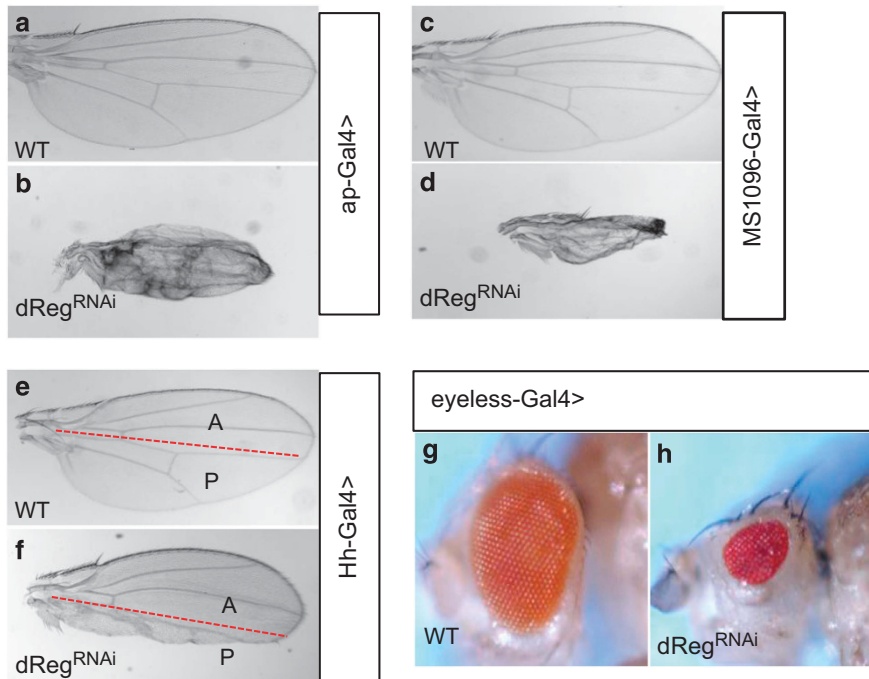 a
WT
b
dReg^RNAi
ap-Gal4>
c
WT
d
dReg^RNAi
MS1096-Gal4>
e
A
P
WT
f
A
P
dReg^RNAi
Hh-Gal4>
eyeless-Gal4>
g
WT
h
dReg^RNAi